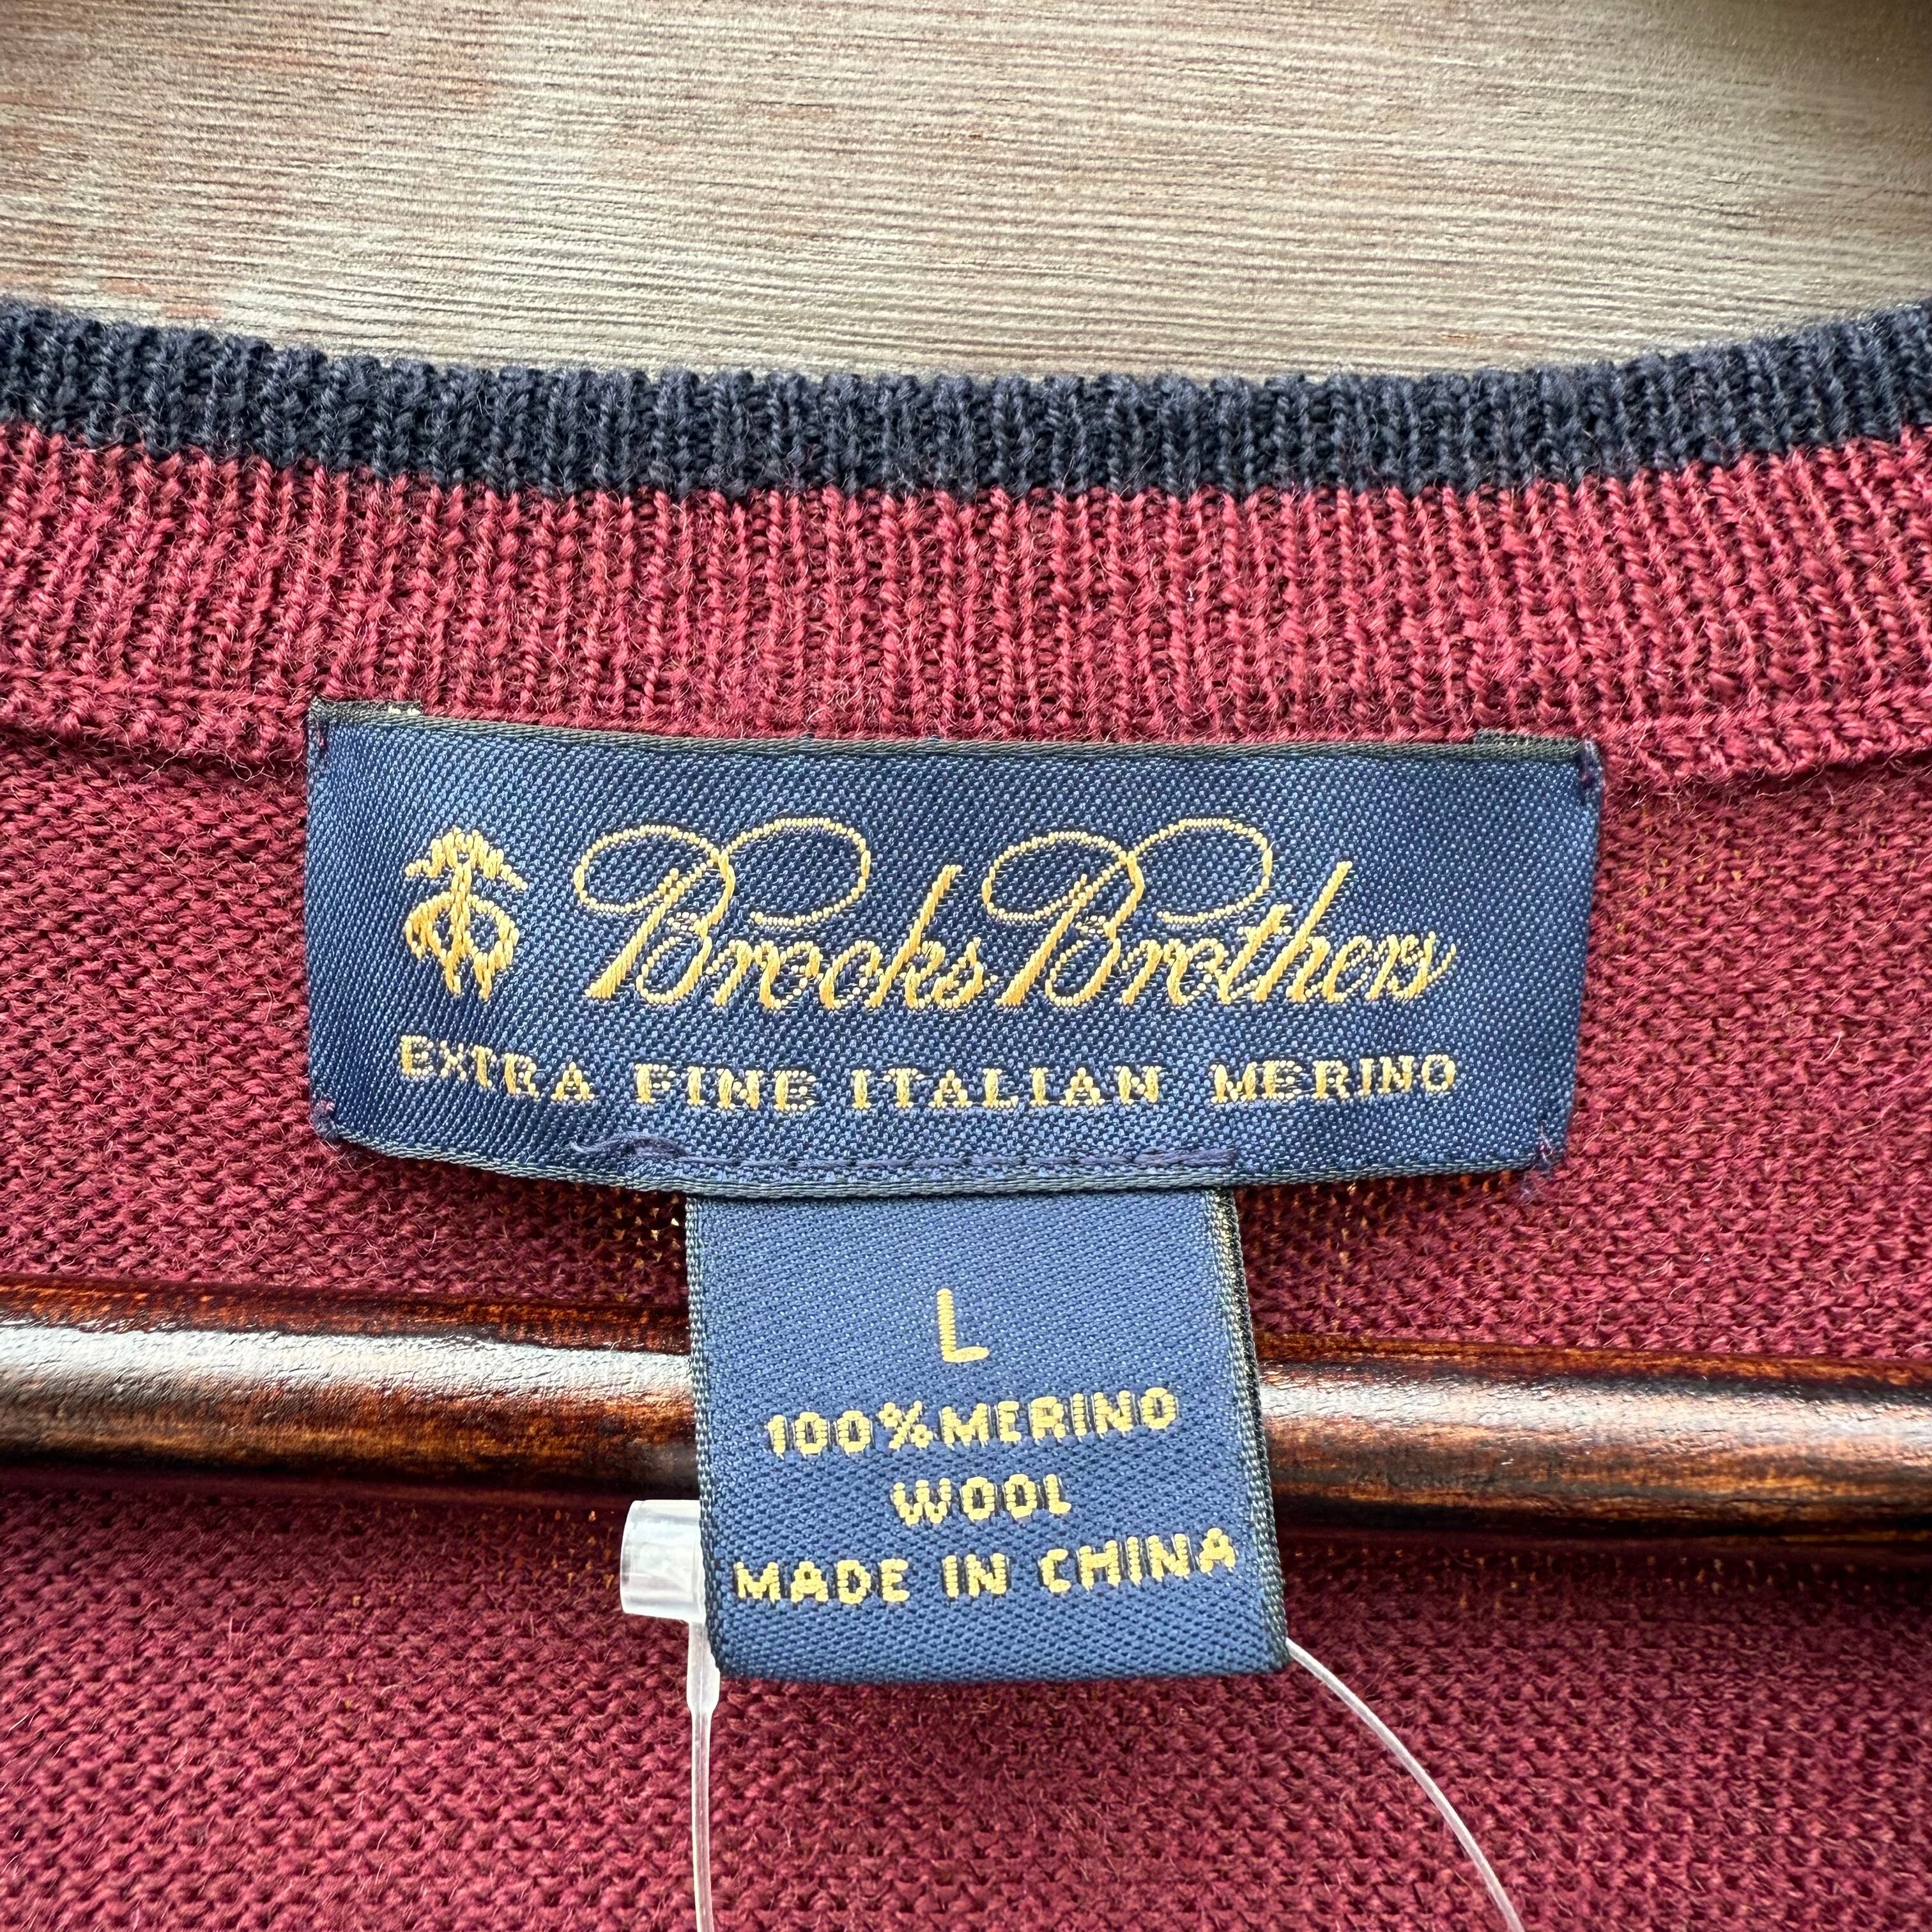 Brooks Brothers
EXTRA FINE ITALIAN MERINO
L
100% MERINO
WOOL
MADE IN CHINA